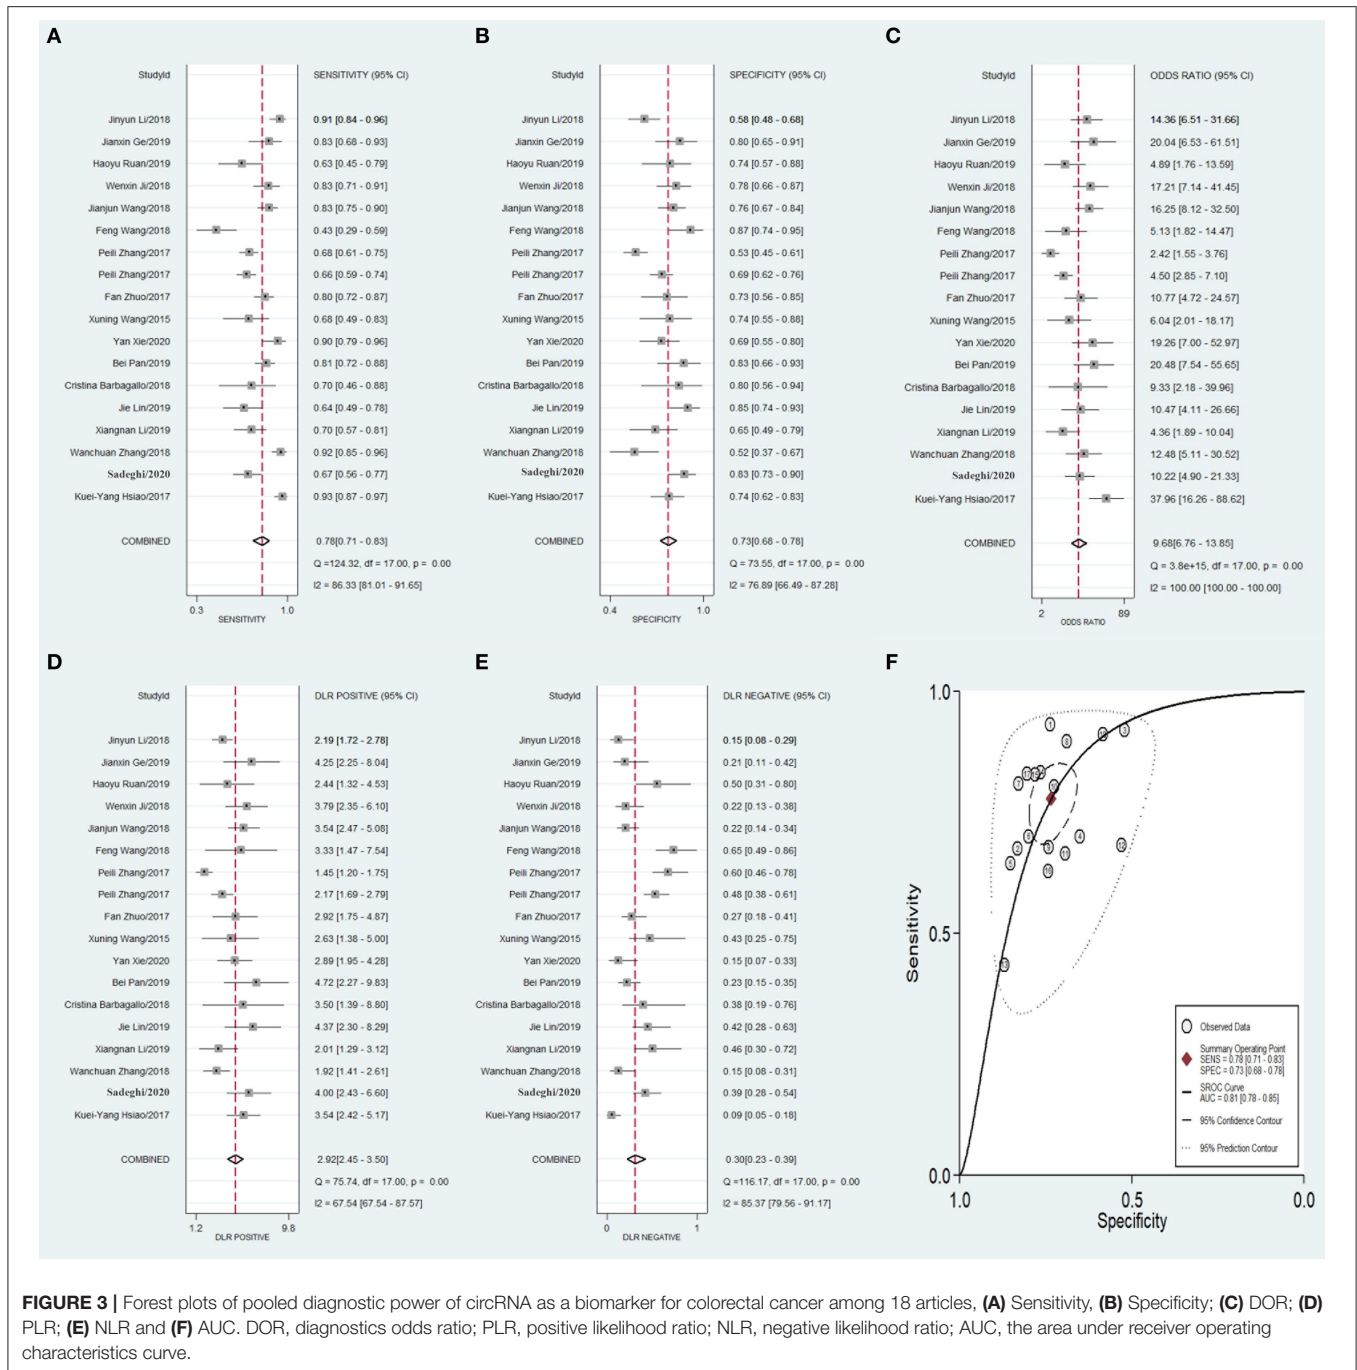 A
StudyId SENSITIVITY (95% CI)
Jinyun Li/2018 0.91 [0.84 - 0.96]
Jianxin Ge/2019 0.83 [0.68 - 0.93]
Haoyu Ruan/2019 0.63 [0.45 - 0.79]
Wenxin Ji/2018 0.83 [0.71 - 0.91]
Jianjun Wang/2018 0.83 [0.75 - 0.90]
Feng Wang/2018 0.43 [0.29 - 0.59]
Peili Zhang/2017 0.68 [0.61 - 0.75]
Peili Zhang/2017 0.66 [0.59 - 0.74]
Fan Zhuo/2017 0.80 [0.72 - 0.87]
Xuning Wang/2015 0.68 [0.49 - 0.83]
Yan Xie/2020 0.90 [0.79 - 0.96]
Bei Pan/2019 0.81 [0.72 - 0.88]
Cristina Barbagallo/2018 0.70 [0.46 - 0.88]
Jie Lin/2019 0.64 [0.49 - 0.78]
Xiangnan Li/2019 0.70 [0.57 - 0.81]
Wanchuan Zhang/2018 0.92 [0.85 - 0.96]
Sadeghi/2020 0.67 [0.56 - 0.77]
Kuei-Yang Hsiao/2017 0.93 [0.87 - 0.97]
COMBINED 0.78[0.71 - 0.83]
Q =124.32, df = 17.00, p = 0.00
I2 = 86.33 [81.01 - 91.65]
0.3 1.0
SENSITIVITY
B
StudyId SPECIFICITY (95% CI)
Jinyun Li/2018 0.58 [0.48 - 0.68]
Jianxin Ge/2019 0.80 [0.65 - 0.91]
Haoyu Ruan/2019 0.74 [0.57 - 0.88]
Wenxin Ji/2018 0.78 [0.66 - 0.87]
Jianjun Wang/2018 0.76 [0.67 - 0.84]
Feng Wang/2018 0.87 [0.74 - 0.95]
Peili Zhang/2017 0.53 [0.45 - 0.61]
Peili Zhang/2017 0.69 [0.62 - 0.76]
Fan Zhuo/2017 0.73 [0.56 - 0.85]
Xuning Wang/2015 0.74 [0.55 - 0.88]
Yan Xie/2020 0.69 [0.55 - 0.80]
Bei Pan/2019 0.83 [0.66 - 0.93]
Cristina Barbagallo/2018 0.80 [0.56 - 0.94]
Jie Lin/2019 0.85 [0.74 - 0.93]
Xiangnan Li/2019 0.65 [0.49 - 0.79]
Wanchuan Zhang/2018 0.52 [0.37 - 0.67]
Sadeghi/2020 0.83 [0.73 - 0.90]
Kuei-Yang Hsiao/2017 0.74 [0.62 - 0.83]
COMBINED 0.73[0.68 - 0.78]
Q = 73.55, df = 17.00, p = 0.00
I2 = 76.89 [66.49 - 87.28]
0.4 1.0
SPECIFICITY
C
StudyId ODDS RATIO (95% CI)
Jinyun Li/2018 14.36 [6.51 - 31.66]
Jianxin Ge/2019 20.04 [6.53 - 61.51]
Haoyu Ruan/2019 4.89 [1.76 - 13.59]
Wenxin Ji/2018 17.21 [7.14 - 41.45]
Jianjun Wang/2018 16.25 [8.12 - 32.50]
Feng Wang/2018 5.13 [1.82 - 14.47]
Peili Zhang/2017 2.42 [1.55 - 3.76]
Peili Zhang/2017 4.50 [2.85 - 7.10]
Fan Zhuo/2017 10.77 [4.72 - 24.57]
Xuning Wang/2015 6.04 [2.01 - 18.17]
Yan Xie/2020 19.26 [7.00 - 52.97]
Bei Pan/2019 20.48 [7.54 - 55.65]
Cristina Barbagallo/2018 9.33 [2.18 - 39.96]
Jie Lin/2019 10.47 [4.11 - 26.66]
Xiangnan Li/2019 4.36 [1.89 - 10.04]
Wanchuan Zhang/2018 12.48 [5.11 - 30.52]
Sadeghi/2020 10.22 [4.90 - 21.33]
Kuei-Yang Hsiao/2017 37.96 [16.26 - 88.62]
COMBINED 9.68[6.76 - 13.85]
Q = 3.8e+15, df = 17.00, p = 0.00
I2 = 100.00 [100.00 - 100.00]
2 89
ODDS RATIO
D
StudyId DLR POSITIVE (95% CI)
Jinyun Li/2018 2.19 [1.72 - 2.78]
Jianxin Ge/2019 4.25 [2.25 - 8.04]
Haoyu Ruan/2019 2.44 [1.32 - 4.53]
Wenxin Ji/2018 3.79 [2.35 - 6.10]
Jianjun Wang/2018 3.54 [2.47 - 5.08]
Feng Wang/2018 3.33 [1.47 - 7.54]
Peili Zhang/2017 1.45 [1.20 - 1.75]
Peili Zhang/2017 2.17 [1.69 - 2.79]
Fan Zhuo/2017 2.92 [1.75 - 4.87]
Xuning Wang/2015 2.63 [1.38 - 5.00]
Yan Xie/2020 2.89 [1.95 - 4.28]
Bei Pan/2019 4.72 [2.27 - 9.83]
Cristina Barbagallo/2018 3.50 [1.39 - 8.80]
Jie Lin/2019 4.37 [2.30 - 8.29]
Xiangnan Li/2019 2.01 [1.29 - 3.12]
Wanchuan Zhang/2018 1.92 [1.41 - 2.61]
Sadeghi/2020 4.00 [2.43 - 6.60]
Kuei-Yang Hsiao/2017 3.54 [2.42 - 5.17]
COMBINED 2.92[2.45 - 3.50]
Q = 75.74, df = 17.00, p = 0.00
I2 = 67.54 [67.54 - 87.57]
1.2 9.8
DLR POSITIVE
E
StudyId DLR NEGATIVE (95% CI)
Jinyun Li/2018 0.15 [0.08 - 0.29]
Jianxin Ge/2019 0.21 [0.11 - 0.42]
Haoyu Ruan/2019 0.50 [0.31 - 0.80]
Wenxin Ji/2018 0.22 [0.13 - 0.38]
Jianjun Wang/2018 0.22 [0.14 - 0.34]
Feng Wang/2018 0.65 [0.49 - 0.86]
Peili Zhang/2017 0.60 [0.46 - 0.78]
Peili Zhang/2017 0.48 [0.38 - 0.61]
Fan Zhuo/2017 0.27 [0.18 - 0.41]
Xuning Wang/2015 0.43 [0.25 - 0.75]
Yan Xie/2020 0.15 [0.07 - 0.33]
Bei Pan/2019 0.23 [0.15 - 0.35]
Cristina Barbagallo/2018 0.38 [0.19 - 0.76]
Jie Lin/2019 0.42 [0.28 - 0.63]
Xiangnan Li/2019 0.46 [0.30 - 0.72]
Wanchuan Zhang/2018 0.15 [0.08 - 0.31]
Sadeghi/2020 0.39 [0.28 - 0.54]
Kuei-Yang Hsiao/2017 0.09 [0.05 - 0.18]
COMBINED 0.30[0.23 - 0.39]
Q =116.17, df = 17.00, p = 0.00
I2 = 85.37 [79.56 - 91.17]
0 1
DLR NEGATIVE
F
1.0
0.5
0.0
Sensitivity
1
3
8
17
7
10
6
4
2
9
11
12
5
16
13
Observed Data
Summary Operating Point
SENS = 0.78 [0.71 - 0.83]
SPEC = 0.73 [0.68 - 0.78]
SROC Curve
AUC = 0.81 [0.78 - 0.85]
95% Confidence Contour
95% Prediction Contour
1.0 0.5 0.0
Specificity
FIGURE 3 | Forest plots of pooled diagnostic power of circRNA as a biomarker for colorectal cancer among 18 articles, (A) Sensitivity, (B) Specificity; (C) DOR; (D)
PLR; (E) NLR and (F) AUC. DOR, diagnostics odds ratio; PLR, positive likelihood ratio; NLR, negative likelihood ratio; AUC, the area under receiver operating
characteristics curve.